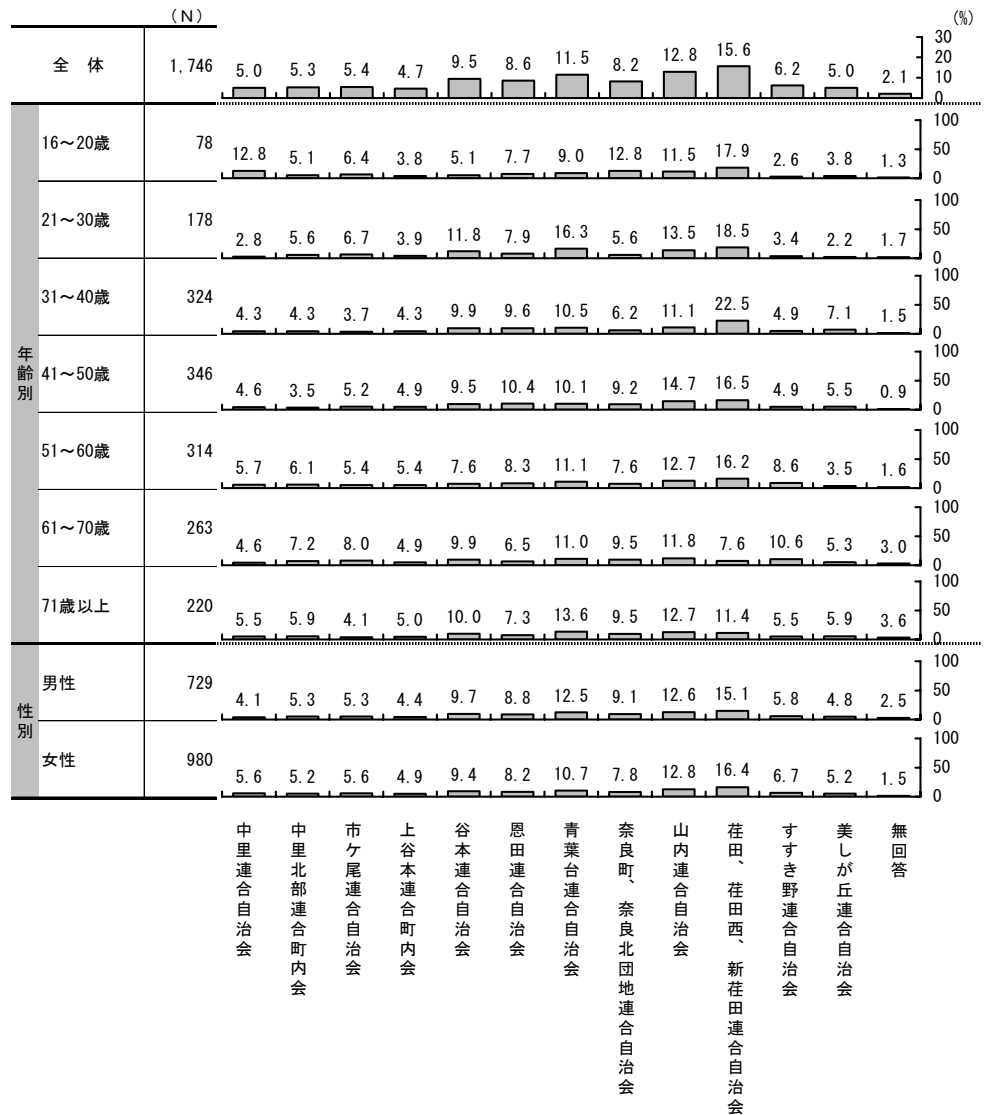 (N) (%)
全 体 1,746 5.0 5.3 5.4 4.7 9.5 8.6 11.5 8.2 12.8 15.6 6.2 5.0 2.1 30 20 10 0
年齢別
16～20歳 78 12.8 5.1 6.4 3.8 5.1 7.7 9.0 12.8 11.5 17.9 2.6 3.8 1.3 100 50 0
21～30歳 178 2.8 5.6 6.7 3.9 11.8 7.9 16.3 5.6 13.5 18.5 3.4 2.2 1.7 100 50 0
31～40歳 324 4.3 4.3 3.7 4.3 9.9 9.6 10.5 6.2 11.1 22.5 4.9 7.1 1.5 100 50 0
41～50歳 346 4.6 3.5 5.2 4.9 9.5 10.4 10.1 9.2 14.7 16.5 4.9 5.5 0.9 100 50 0
51～60歳 314 5.7 6.1 5.4 5.4 7.6 8.3 11.1 7.6 12.7 16.2 8.6 3.5 1.6 100 50 0
61～70歳 263 4.6 7.2 8.0 4.9 9.9 6.5 11.0 9.5 11.8 7.6 10.6 5.3 3.0 100 50 0
71歳以上 220 5.5 5.9 4.1 5.0 10.0 7.3 13.6 9.5 12.7 11.4 5.5 5.9 3.6 100 50 0
性別
男性 729 4.1 5.3 5.3 4.4 9.7 8.8 12.5 9.1 12.6 15.1 5.8 4.8 2.5 100 50 0
女性 980 5.6 5.2 5.6 4.9 9.4 8.2 10.7 7.8 12.8 16.4 6.7 5.2 1.5 100 50 0
中里連合自治会
中里北部連合町内会
市ケ尾連合自治会
上谷本連合町内会
谷本連合自治会
恩田連合自治会
青葉台連合自治会
奈良町、奈良北団地連合自治会
山内連合自治会
荏田、荏田西、新荏田連合自治会
すすき野連合自治会
美しが丘連合自治会
無回答